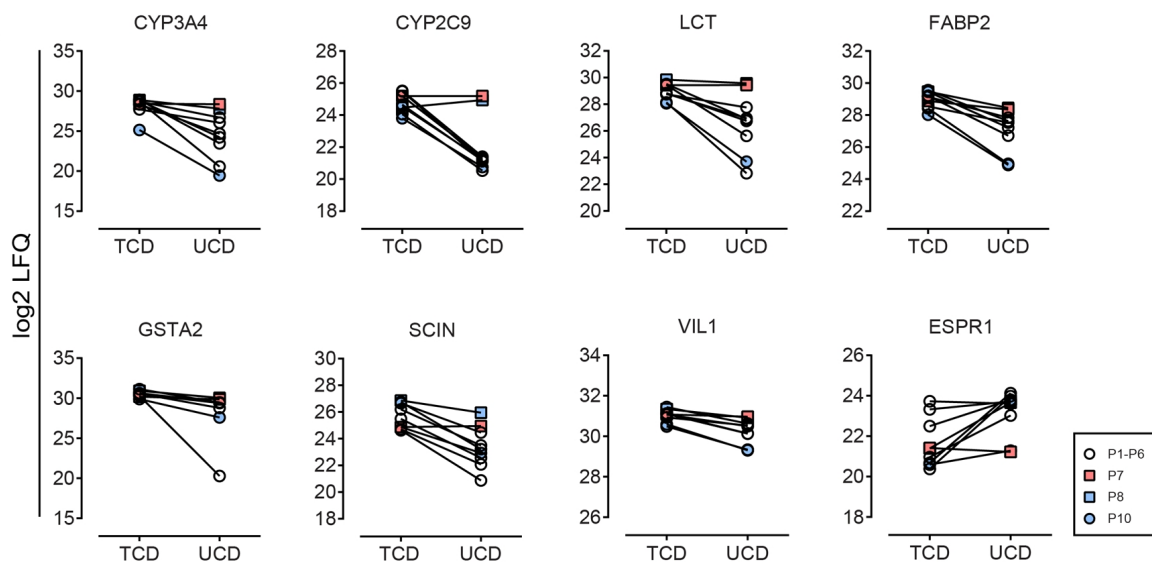 CYP3A4 CYP2C9 LCT FABP2
35 30 25 20 15
28 26 24 22 20 18
32 30 28 26 24 22 20
32 30 28 26 24 22
TCD UCD TCD UCD TCD UCD TCD UCD
log2 LFQ
GSTA2 SCIN VIL1 ESPR1
35 30 25 20 15
30 28 26 24 22 20 18
34 32 30 28 26
26 24 22 20 18
TCD UCD TCD UCD TCD UCD TCD UCD
P1-P6
P7
P8
P10